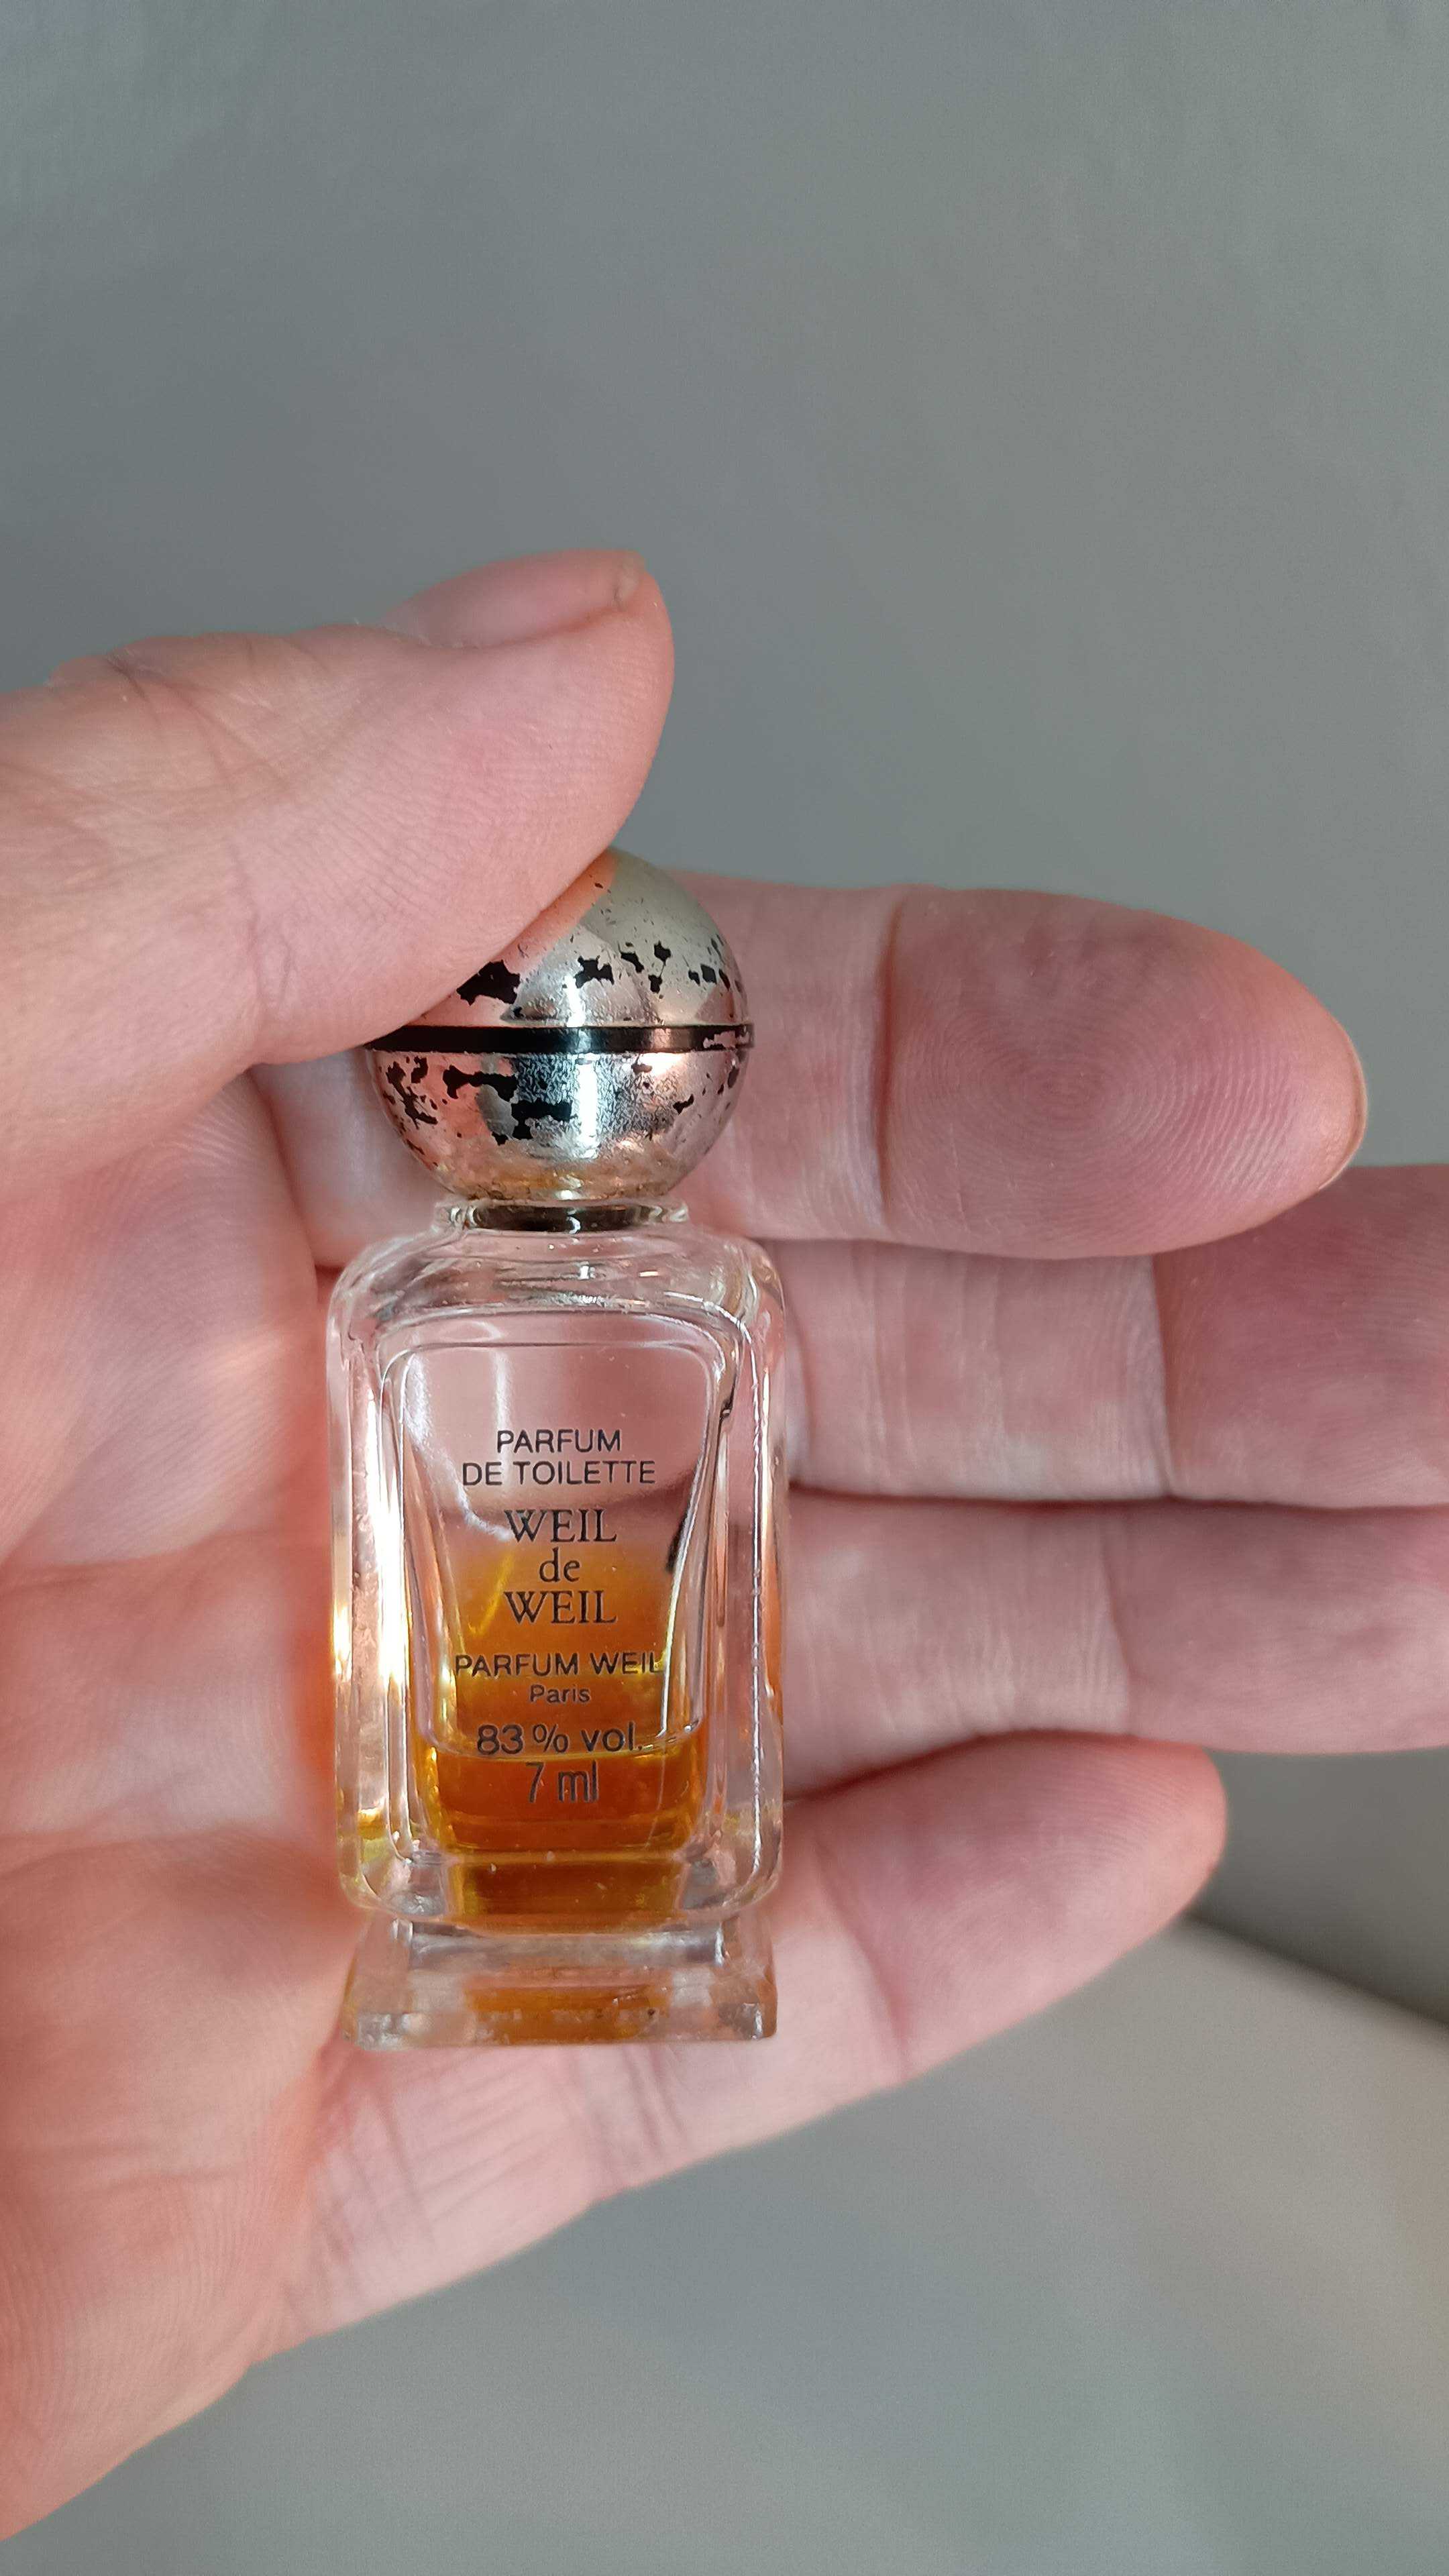 PARFUM
DE TOILETTE
WEIL
de
WEIL
PARFUM WEIL
Paris
83% vol.
7 ml